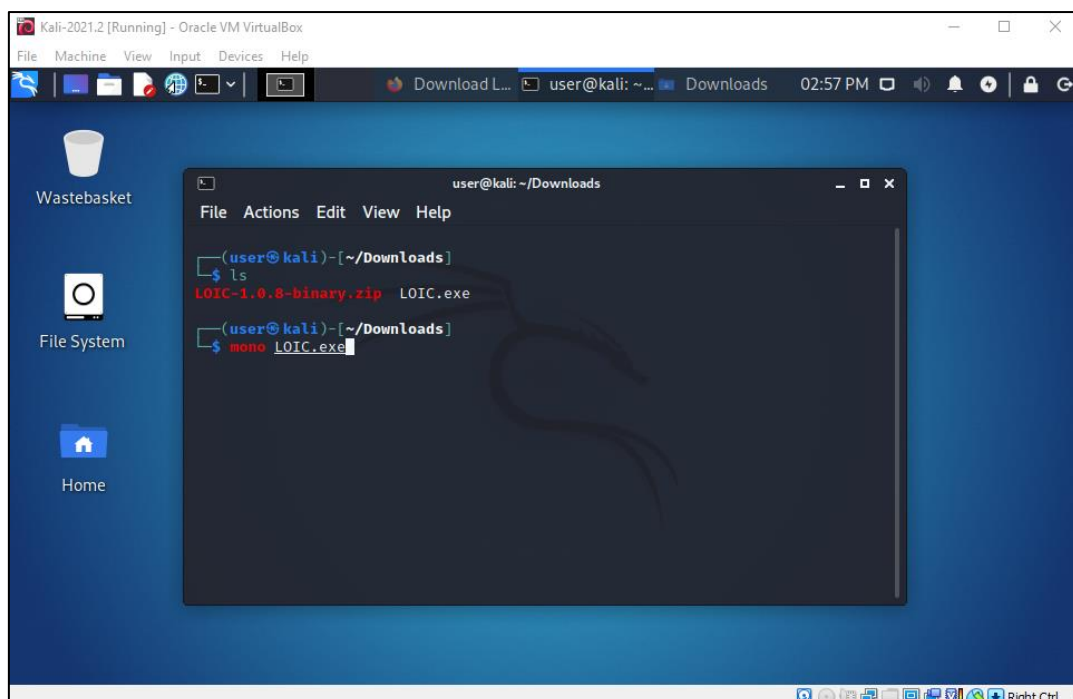 Kali-2021.2 [Running] - Oracle VM VirtualBox
File Machine View Input Devices Help
Download L... user@kali: ~... Downloads 02:57 PM
Wastebasket
File System
Home
user@kali: ~/Downloads
File Actions Edit View Help
┌──(user㉿kali)-[~/Downloads]
└─$ ls
LOIC-1.0.8-binary.zip LOIC.exe
┌──(user㉿kali)-[~/Downloads]
└─$ mono LOIC.exe
Right Ctrl